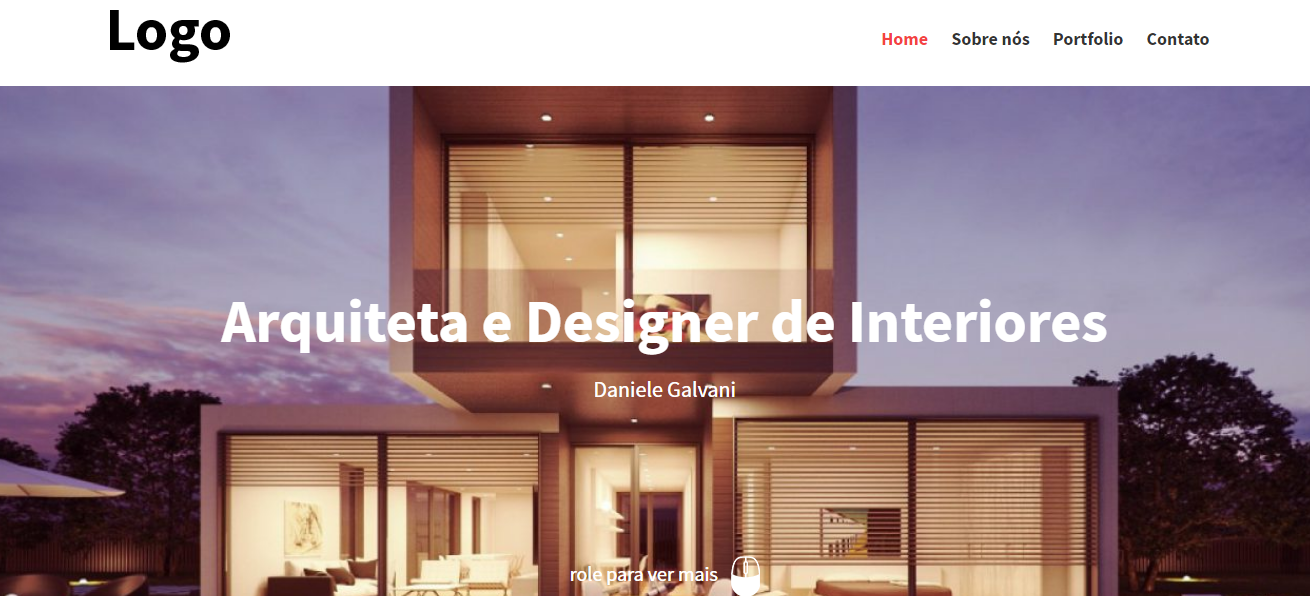 Logo
Home Sobre nós Portfolio Contato
Arquiteta e Designer de Interiores
Daniele Galvani
role para ver mais